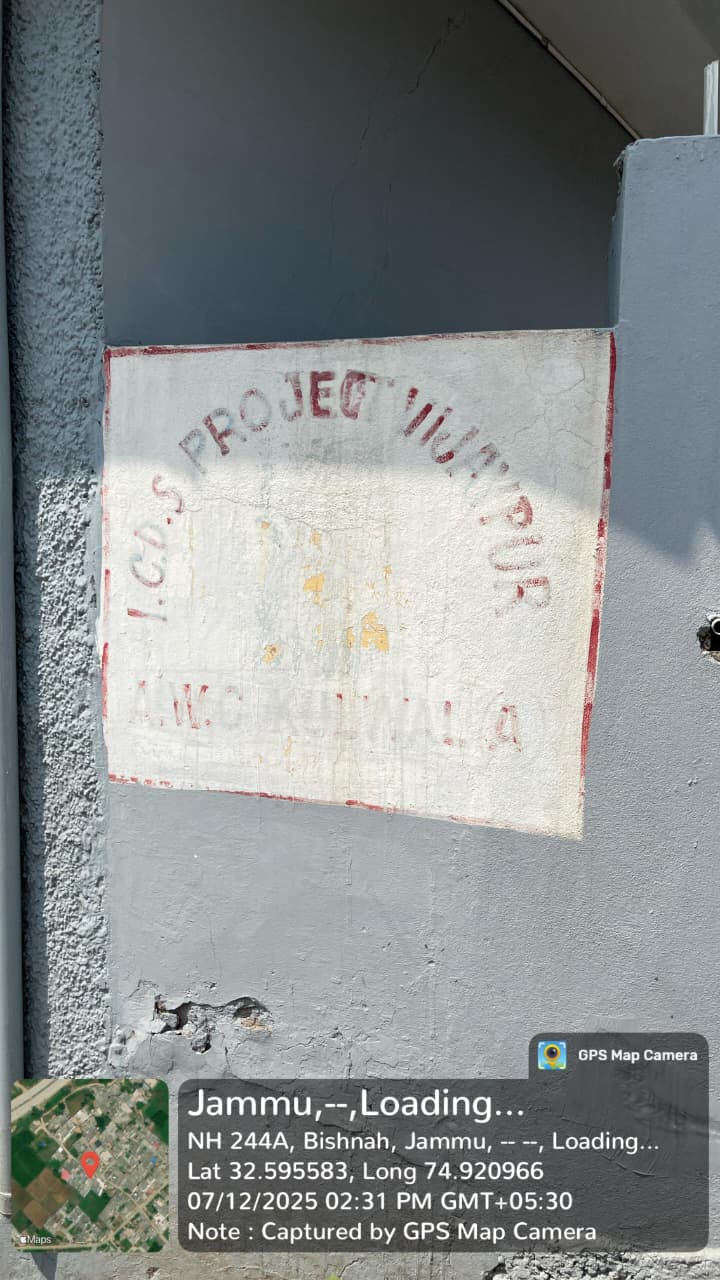 I.C.D.S PROJECT VIJAYPUR
A.W.C KULWAL (A)
GPS Map Camera
Jammu,--,Loading...
NH 244A, Bishnah, Jammu, -- --, Loading...
Lat 32.595583, Long 74.920966
07/12/2025 02:31 PM GMT+05:30
Note : Captured by GPS Map Camera
Maps